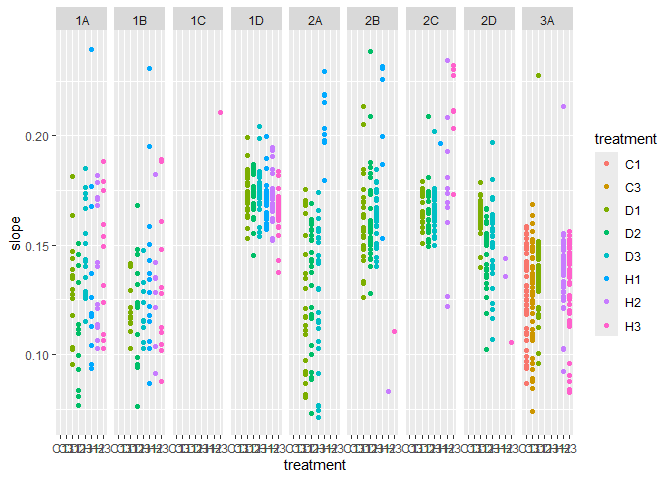 1A 1B 1C 1D 2A 2B 2C 2D 3A
slope
0.20
0.15
0.10
treatment
treatment
C1
C3
D1
D2
D3
H1
H2
H3